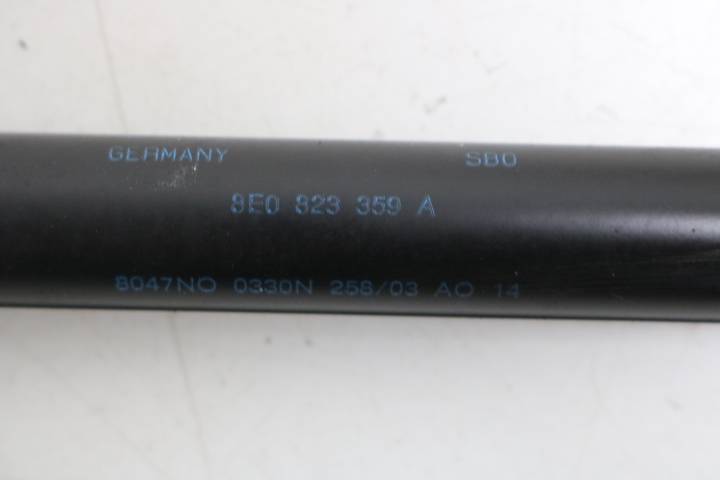 GERMANY SBO
8E0 823 359 A
8047NO 0330N 258/03 AO 14